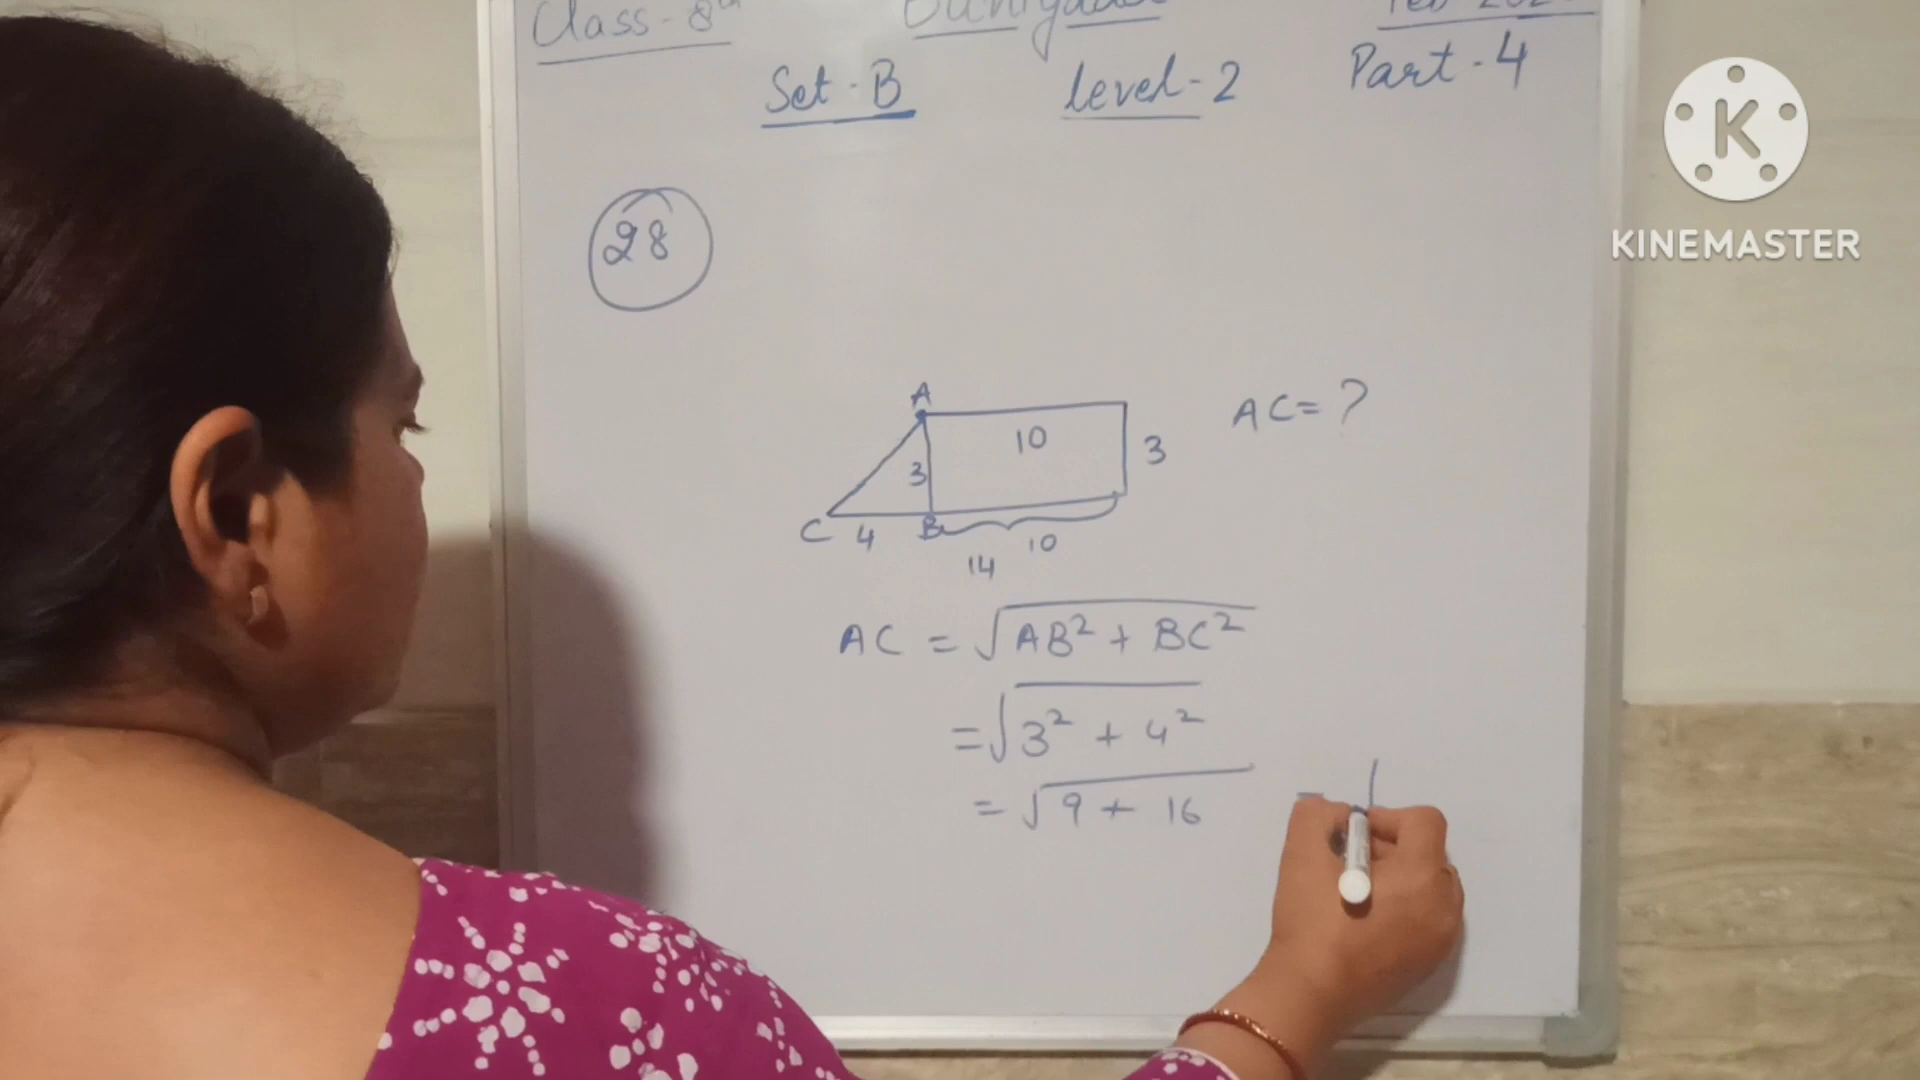 Class - 8th
Set - B level - 2 Part - 4
K
KINEMASTER
28
A
10
3
3
AC = ?
C 4 B
10
14
AC = √AB² + BC²
= √3² + 4²
= √9 + 16 =